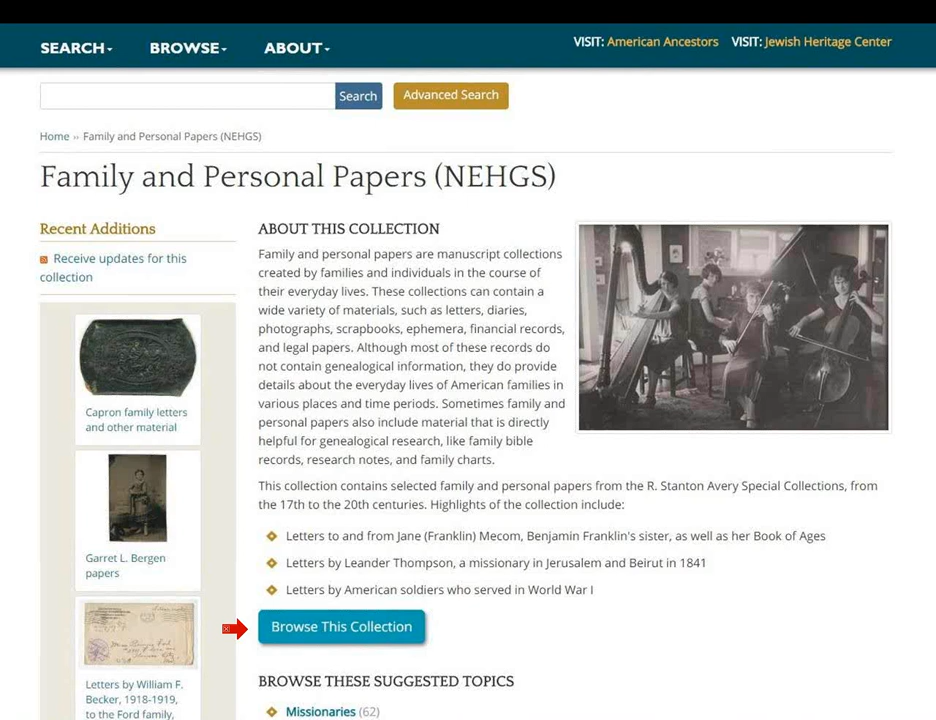 SEARCH BROWSE ABOUT VISIT: American Ancestors VISIT: Jewish Heritage Center
Search Advanced Search
Home » Family and Personal Papers (NEHGS)
Family and Personal Papers (NEHGS)
Recent Additions
Receive updates for this
collection
Capron family letters
and other material
Garret L. Bergen
papers
Letters by William F.
Becker, 1918-1919,
to the Ford family,
ABOUT THIS COLLECTION
Family and personal papers are manuscript collections
created by families and individuals in the course of
their everyday lives. These collections can contain a
wide variety of materials, such as letters, diaries,
photographs, scrapbooks, ephemera, financial records,
and legal papers. Although most of these records do
not contain genealogical information, they do provide
details about the everyday lives of American families in
various places and time periods. Sometimes family and
personal papers also include material that is directly
helpful for genealogical research, like family bible
records, research notes, and family charts.
This collection contains selected family and personal papers from the R. Stanton Avery Special Collections, from
the 17th to the 20th centuries. Highlights of the collection include:
Letters to and from Jane (Franklin) Mecom, Benjamin Franklin's sister, as well as her Book of Ages
Letters by Leander Thompson, a missionary in Jerusalem and Beirut in 1841
Letters by American soldiers who served in World War I
Browse This Collection
BROWSE THESE SUGGESTED TOPICS
Missionaries (62)